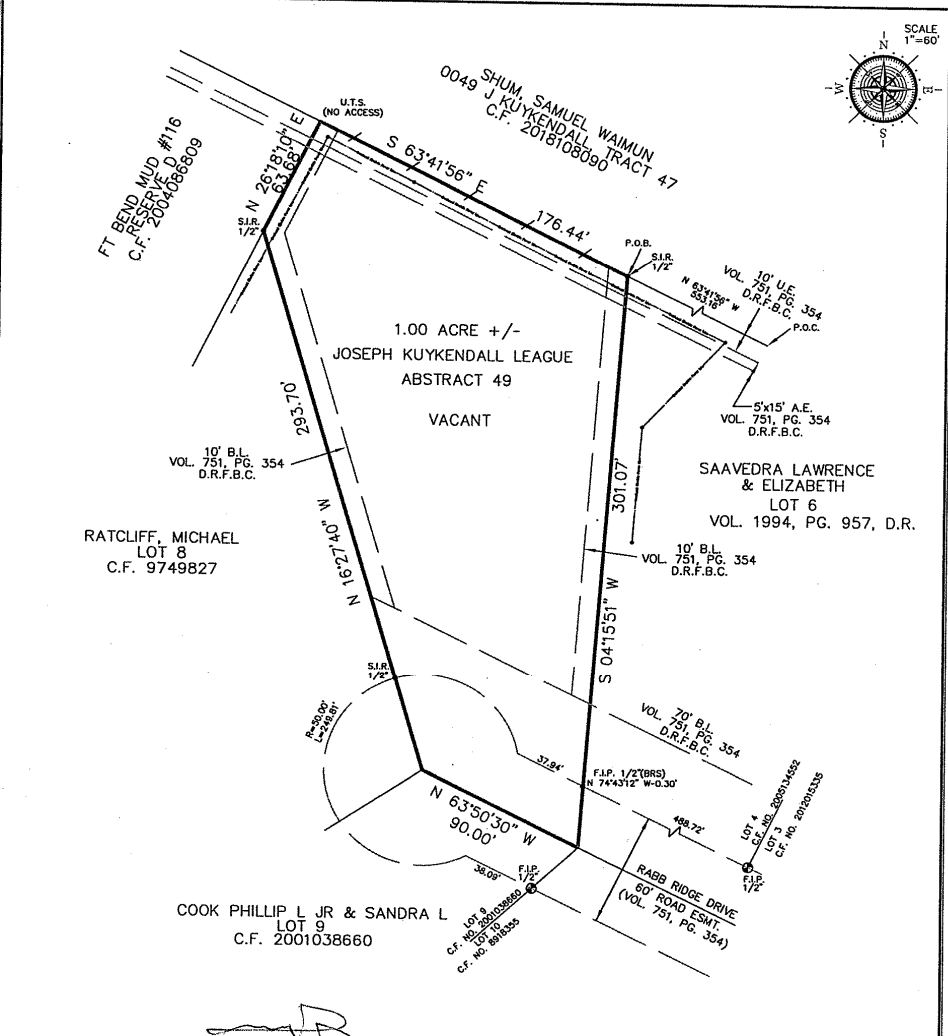 SCALE
1"=60'
N
W
E
S
SHUM, SAMUEL WAIMUN
0049 J KUYKENDALL, TRACT 47
C.F. 2018108090
U.T.S.
(NO ACCESS)
FT BEND MUD #116
RESERVE D
C.F. 2004086809
N 26°18'10" E
63.68'
S 63°41'56" E
176.44'
S.I.R.
1/2"
P.O.B.
S.I.R.
1/2"
N 63°41'56" W
553.16'
10' U.E.
VOL. 751, PG. 354
D.R.F.B.C.
P.O.C.
1.00 ACRE +/-
JOSEPH KUYKENDALL LEAGUE
ABSTRACT 49
VACANT
5'x15' A.E.
VOL. 751, PG. 354
D.R.F.B.C.
293.70'
10' B.L.
VOL. 751, PG. 354
D.R.F.B.C.
301.07'
SAAVEDRA LAWRENCE
& ELIZABETH
LOT 6
VOL. 1994, PG. 957, D.R.
RATCLIFF, MICHAEL
LOT 8
C.F. 9749827
N 16°27'40" W
10' B.L.
VOL. 751, PG. 354
D.R.F.B.C.
S 04°15'51" W
S.I.R.
1/2"
R=50.00'
L=249.81'
70' B.L.
VOL. 751, PG. 354
D.R.F.B.C.
37.94'
F.I.P. 1/2"(BRS)
N 74°43'12" W-0.30'
N 63°50'30" W
90.00'
488.72'
LOT 4
C.F. NO. 2005134552
LOT 3
C.F. NO. 2012015335
F.I.P.
1/2"
38.09'
F.I.P.
1/2"
RABB RIDGE DRIVE
60' ROAD ESMT.
(VOL. 751, PG. 354)
COOK PHILLIP L JR & SANDRA L
LOT 9
C.F. 2001038660
LOT 9
C.F. NO. 2001038660
LOT 10
C.F. NO. 8918355